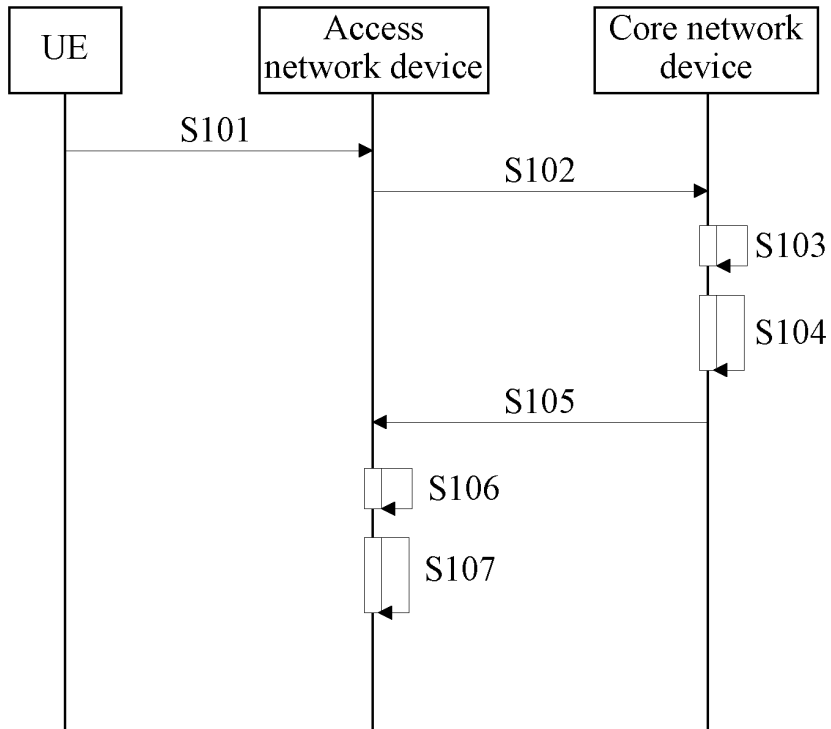 UE
Access
network device
Core network
device
S101
S102
S103
S104
S105
S106
S107